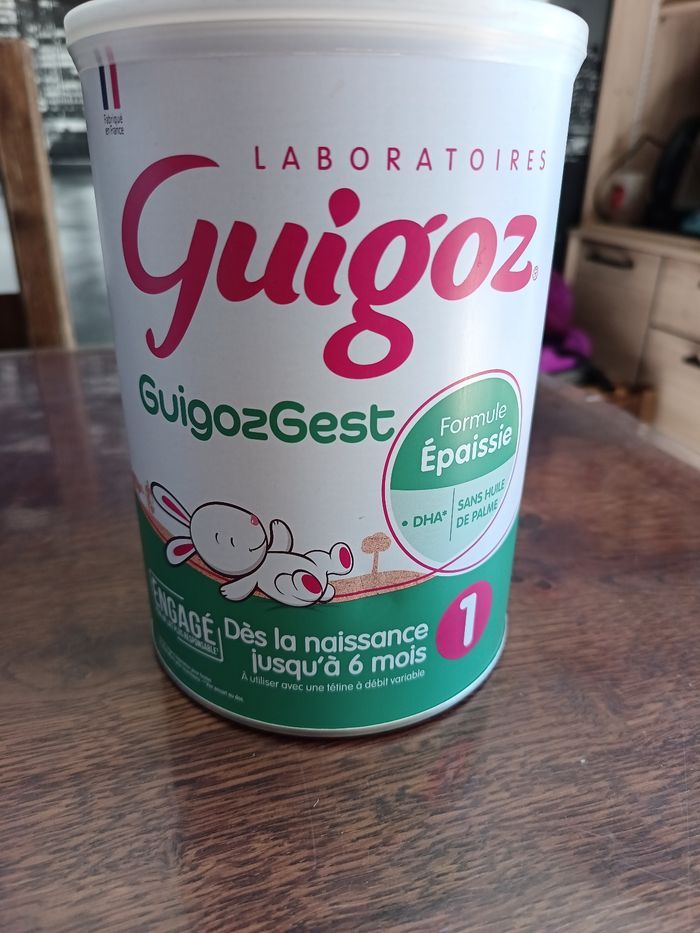 Fabriqué
en France
LABORATOIRES
Guigoz®
GuigozGest
Formule
Épaissie
• DHA*
SANS HUILE
DE PALME
ENGAGÉ
Dès la naissance
jusqu'à 6 mois
1
À utiliser avec une tétine à débit variable